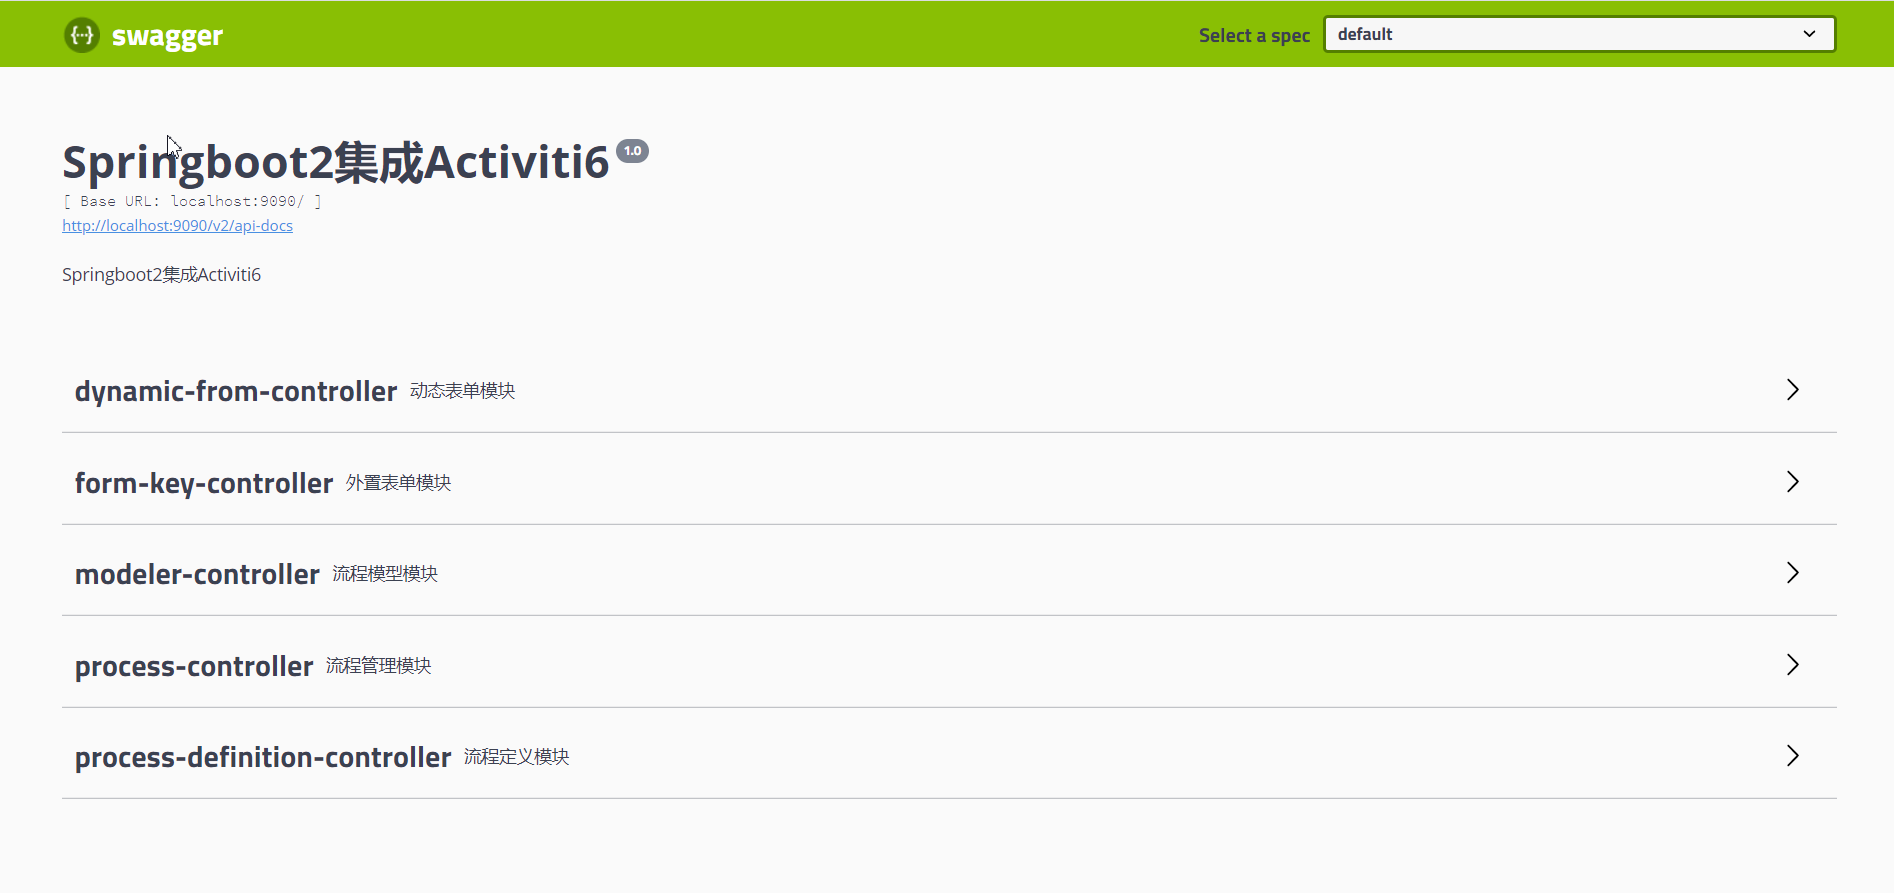 swagger
Select a spec default
Springboot2集成Activiti6 1.0
[ Base URL: localhost:9090/ ]
http://localhost:9090/v2/api-docs
Springboot2集成Activiti6
dynamic-from-controller 动态表单模块
form-key-controller 外置表单模块
modeler-controller 流程模型模块
process-controller 流程管理模块
process-definition-controller 流程定义模块